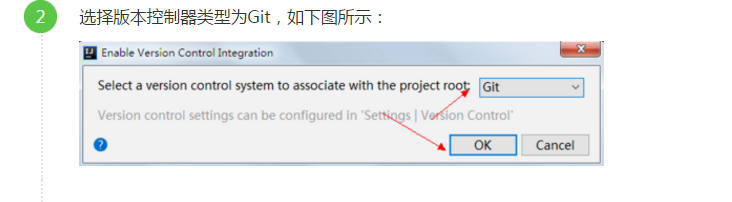 2
选择版本控制器类型为Git，如下图所示：
Enable Version Control Integration
Select a version control system to associate with the project root: Git
Version control settings can be configured in 'Settings | Version Control'
? OK Cancel